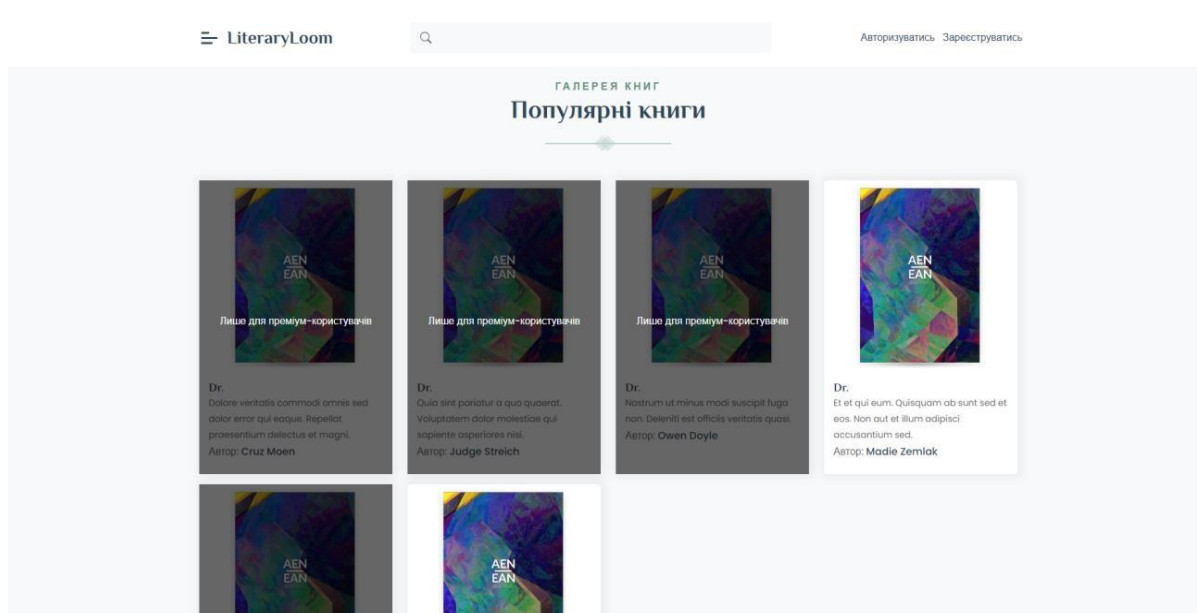 LiteraryLoom
Авторизуватись Зареєструватись
ГАЛЕРЕЯ КНИГ
Популярні книги
AEN
EAN
Лише для преміум-користувачів
Dr.
Dolore veritatis commodi omnis sed
dolor error qui eaque. Repellat
praesentium delectus et magni.
Автор: Cruz Moen
AEN
EAN
Лише для преміум-користувачів
Dr.
Quia sint pariatur a quo quaerat.
Voluptatem dolor molestiae qui
sapiente asperiores nisi.
Автор: Judge Streich
AEN
EAN
Лише для преміум-користувачів
Dr.
Nostrum ut minus modi suscipit fuga
non. Deleniti est officiis veritatis quasi.
Автор: Owen Doyle
AEN
EAN
Dr.
Et et qui eum. Quisquam ab sunt sed et
eos. Non aut et illum adipisci
accusantium sed.
Автор: Madie Zemlak
AEN
EAN
AEN
EAN